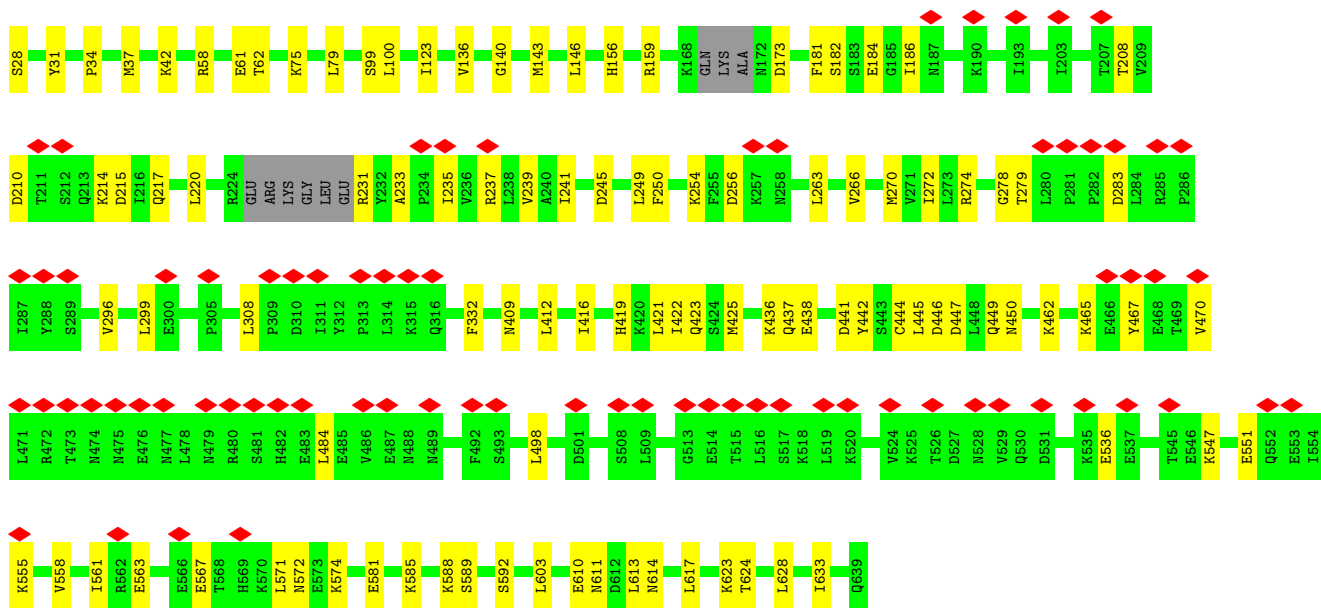 S28 Y31 P34 M37 K42 R58 E61 T62 K75 L79 S99 L100 I123 V136 G140 M143 L146 H156 R159 K168 GLN LYS ALA N172 D173 F181 S182 S183 E184 G185 I186 N187 K190 I193 I203 T207 T208 V209
D210 T211 S212 Q213 K214 D215 I216 Q217 L220 R224 GLU ARG LYS GLY LEU GLU R231 Y232 A233 P234 I235 V236 R237 L238 V239 A240 I241 D245 L249 F250 K254 F255 D256 K257 N258 L263 V266 M270 V271 I272 L273 R274 G278 T279 L280 P281 P282 D283 L284 R285 P286
I287 Y288 S289 V296 L299 E300 P305 L308 P309 D310 I311 Y312 P313 L314 K315 Q316 F332 N409 L412 I416 H419 K420 L421 I422 Q423 S424 M425 K436 Q437 E438 D441 Y442 S443 C444 L445 D446 D447 L448 Q449 N450 K462 K465 E466 Y467 E468 T469 V470
L471 R472 T473 N474 N475 E476 N477 L478 N479 R480 S481 H482 E483 L484 E485 V486 E487 N488 N489 F492 S493 L498 D501 S508 L509 G513 E514 T515 L516 S517 K518 L519 K520 V524 K525 T526 D527 N528 V529 Q530 D531 K535 E536 E537 T545 E546 K547 E551 Q552 E553 I554
K555 V558 I561 R562 E563 E566 E567 T568 H569 K570 L571 N572 E573 K574 E581 K585 K588 S589 S592 L603 E610 N611 D612 L613 N614 L617 K623 T624 L628 I633 Q639